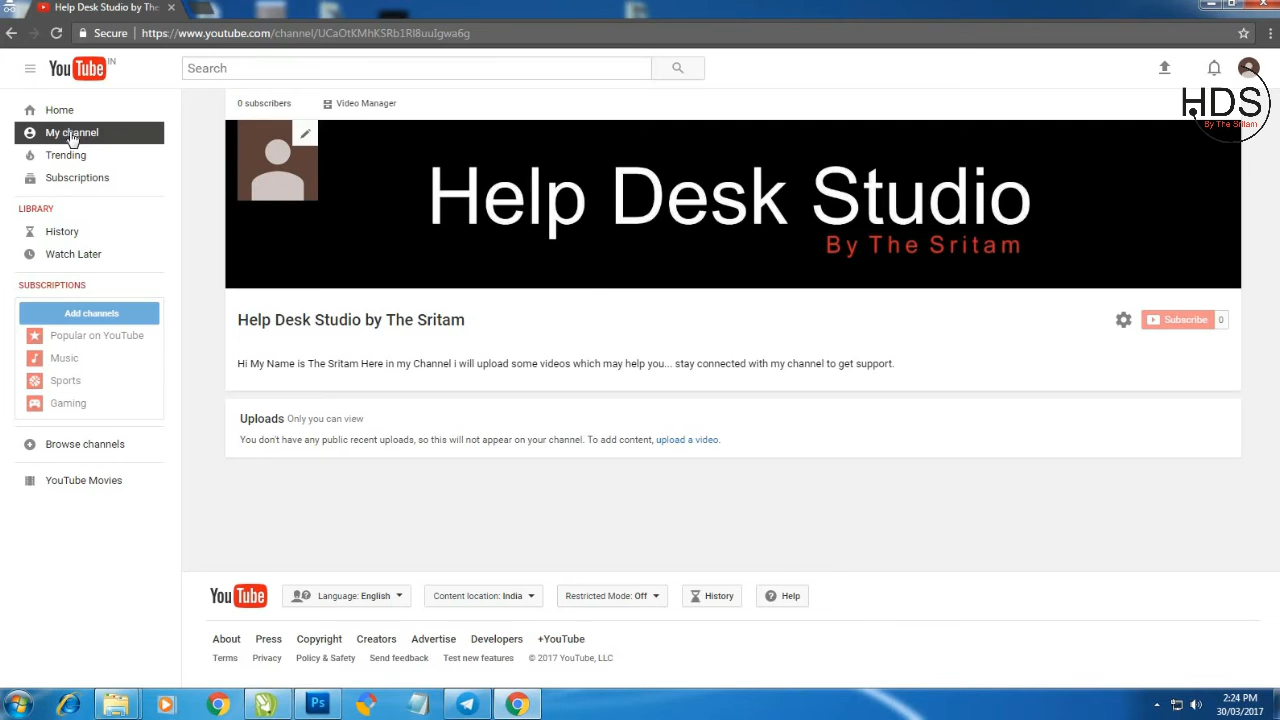 Help Desk Studio by The
Secure
https://www.youtube.com/channel/UCaOtKMhKSRb1Rl8uuIgwa6g
YouTube IN
Search
HDS
By The Sritam
Home
My channel
Trending
Subscriptions
LIBRARY
History
Watch Later
SUBSCRIPTIONS
Add channels
Popular on YouTube
Music
Sports
Gaming
Browse channels
YouTube Movies
0 subscribers Video Manager
Help Desk Studio
By The Sritam
Help Desk Studio by The Sritam
Subscribe 0
Hi My Name is The Sritam Here in my Channel i will upload some videos which may help you... stay connected with my channel to get support.
Uploads Only you can view
You don't have any public recent uploads, so this will not appear on your channel. To add content, upload a video.
YouTube Language: English Content location: India Restricted Mode: Off History Help
About Press Copyright Creators Advertise Developers +YouTube
Terms Privacy Policy & Safety Send feedback Test new features © 2017 YouTube, LLC
Ps
2:24 PM
30/03/2017